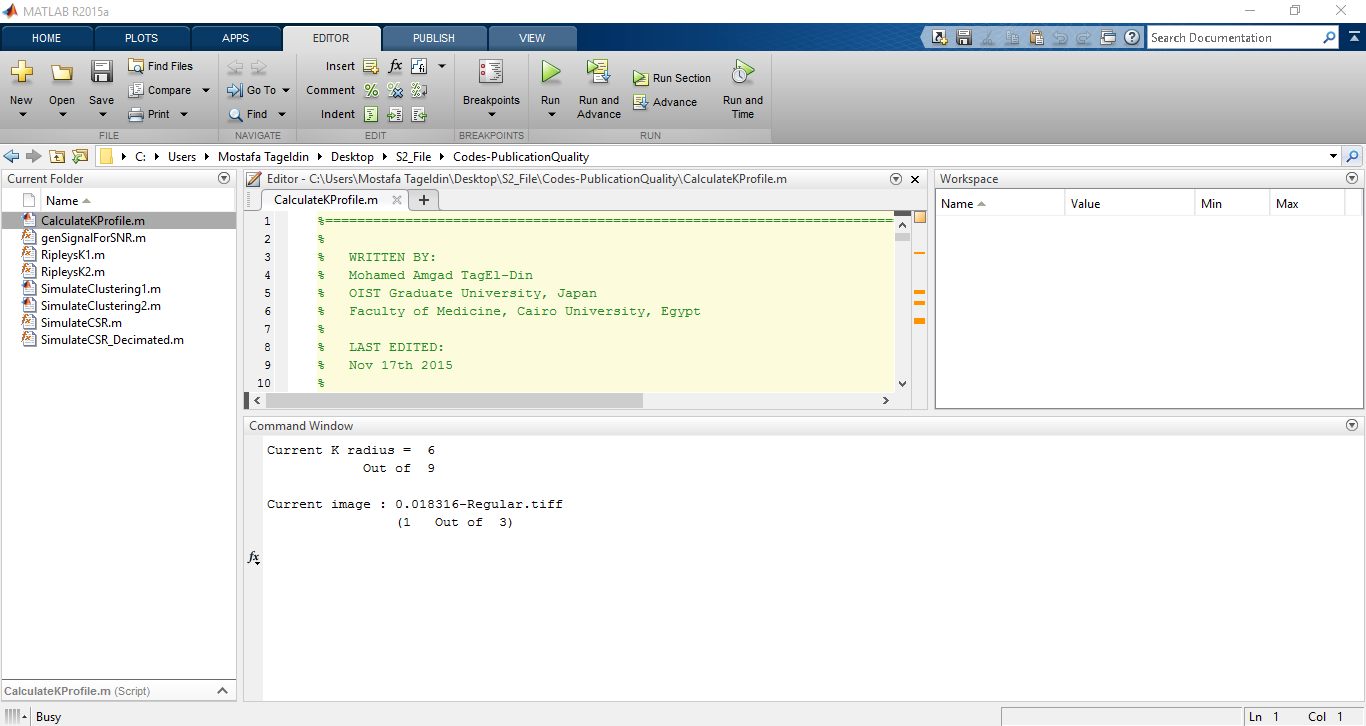 MATLAB R2015a
HOME PLOTS APPS EDITOR PUBLISH VIEW
Search Documentation
New Open Save
Find Files
Compare
Print
Go To
Find
Insert
Comment
Indent
fx
Breakpoints
Run
Run and Advance
Run Section
Advance
Run and Time
FILE NAVIGATE EDIT BREAKPOINTS RUN
C: Users Mostafa Tageldin Desktop S2_File Codes-PublicationQuality
Current Folder
Name
CalculateKProfile.m
genSignalForSNR.m
RipleysK1.m
RipleysK2.m
SimulateClustering1.m
SimulateClustering2.m
SimulateCSR.m
SimulateCSR_Decimated.m
CalculateKProfile.m (Script)
Editor - C:\Users\Mostafa Tageldin\Desktop\S2_File\Codes-PublicationQuality\CalculateKProfile.m
CalculateKProfile.m
1 %========================================================================
2 %
3 % WRITTEN BY:
4 % Mohamed Amgad TagEl-Din
5 % OIST Graduate University, Japan
6 % Faculty of Medicine, Cairo University, Egypt
7 %
8 % LAST EDITED:
9 % Nov 17th 2015
10 %
Workspace
Name Value Min Max
Command Window
Current K radius = 6
Out of 9
Current image : 0.018316-Regular.tiff
(1 Out of 3)
fx
Busy
Ln 1 Col 1